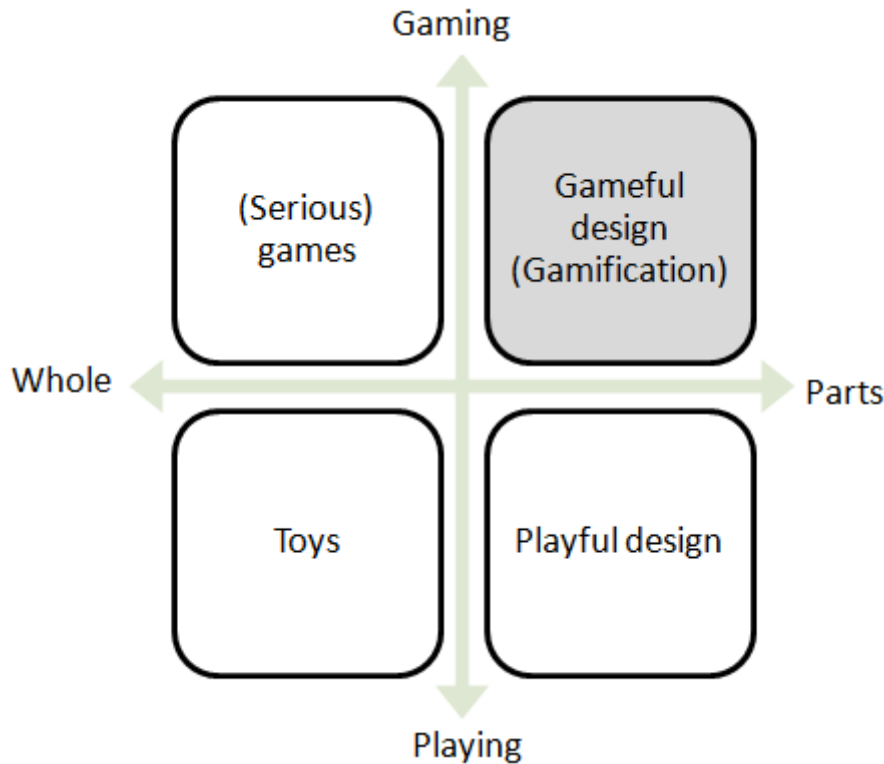 Gaming
(Serious)
games
Gameful
design
(Gamification)
Whole
Parts
Toys
Playful design
Playing